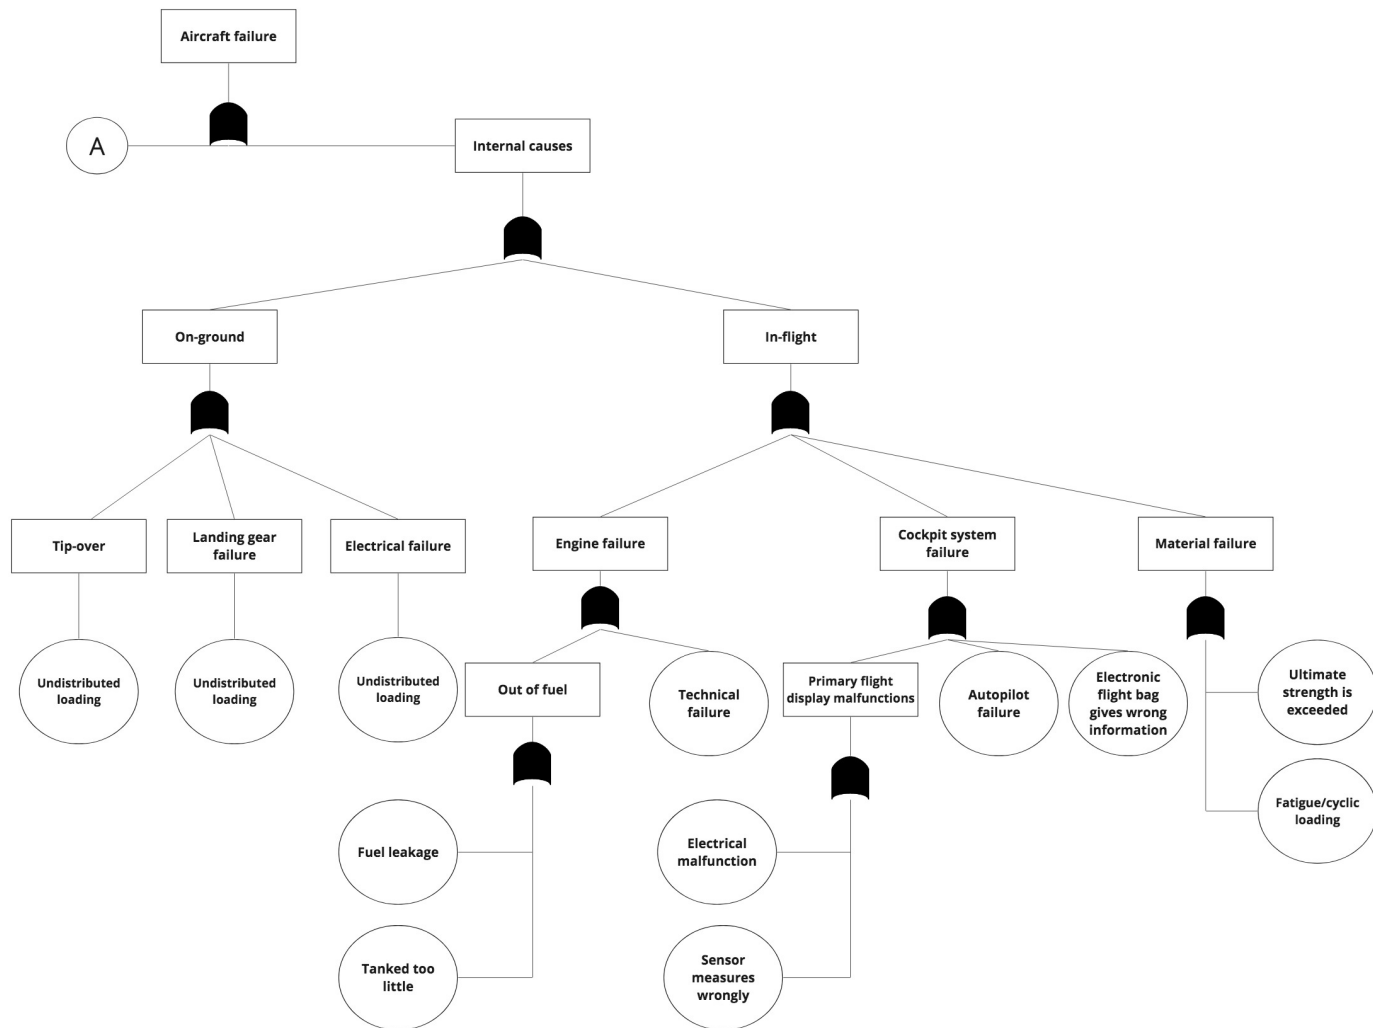 Aircraft failure
A
Internal causes
On-ground
In-flight
Tip-over
Landing gear
failure
Electrical failure
Engine failure
Cockpit system
failure
Material failure
Undistributed
loading
Undistributed
loading
Undistributed
loading
Out of fuel
Technical
failure
Primary flight
display malfunctions
Autopilot
failure
Electronic
flight bag
gives wrong
information
Ultimate
strength is
exceeded
Fatigue/cyclic
loading
Fuel leakage
Electrical
malfunction
Tanked too
little
Sensor
measures
wrongly